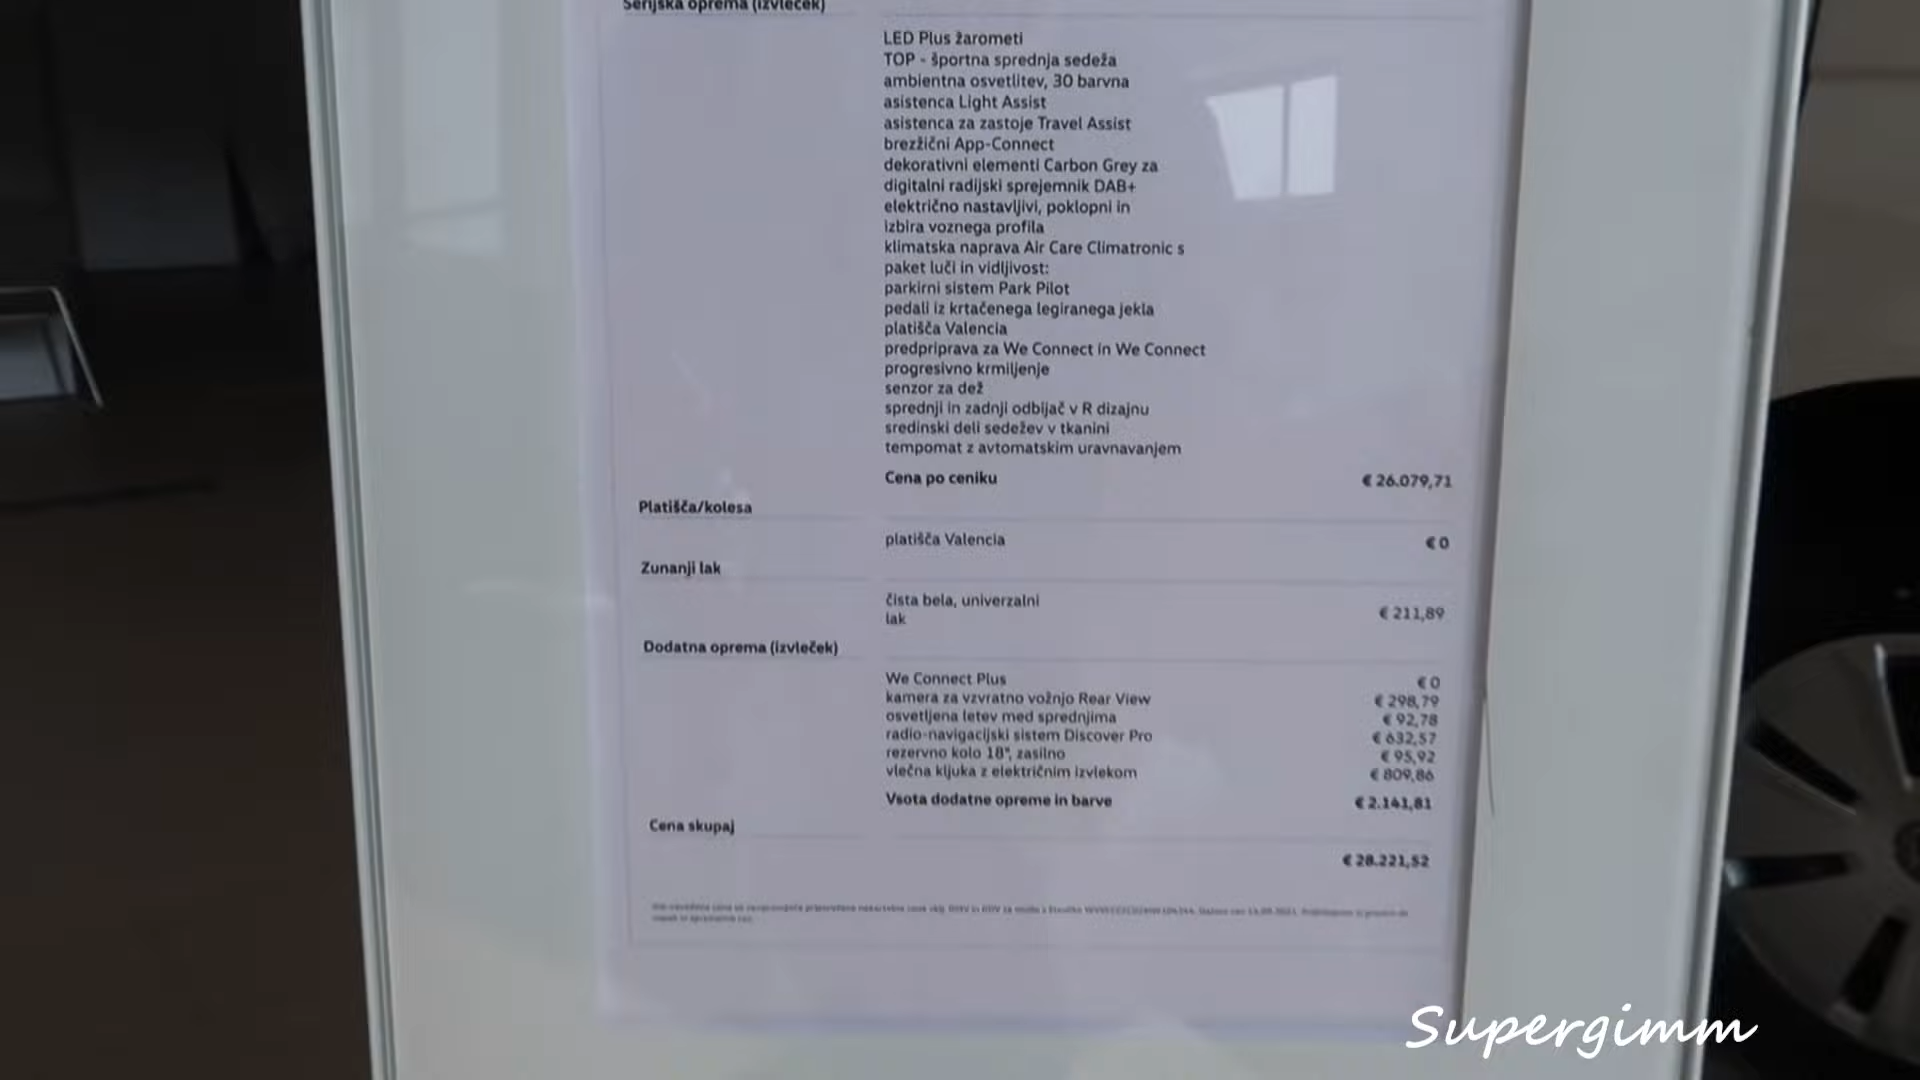 Serijska oprema (izvleček)
LED Plus žarometi
TOP - športna sprednja sedeža
ambientna osvetlitev, 30 barvna
asistenca Light Assist
asistenca za zastoje Travel Assist
brezžični App-Connect
dekorativni elementi Carbon Grey za
digitalni radijski sprejemnik DAB+
električno nastavljivi, poklopni in
izbira voznega profila
klimatska naprava Air Care Climatronic s
paket luči in vidljivost:
parkirni sistem Park Pilot
pedali iz krtačenega legiranega jekla
platišča Valencia
predpriprava za We Connect in We Connect
progresivno krmiljenje
senzor za dež
sprednji in zadnji odbijač v R dizajnu
sredinski deli sedežev v tkanini
tempomat z avtomatskim uravnavanjem
Cena po ceniku € 26.079,71
Platišča/kolesa
platišča Valencia € 0
Zunanji lak
čista bela, univerzalni
lak € 211,89
Dodatna oprema (izvleček)
We Connect Plus € 0
kamera za vzvratno vožnjo Rear View € 298,79
osvetljena letev med sprednjima € 92,78
radio-navigacijski sistem Discover Pro € 632,57
rezervno kolo 18", zasilno € 95,92
vlečna kljuka z električnim izvlekom € 809,86
Vsota dodatne opreme in barve € 2.141,81
Cena skupaj
€ 28.221,52
Supergimm